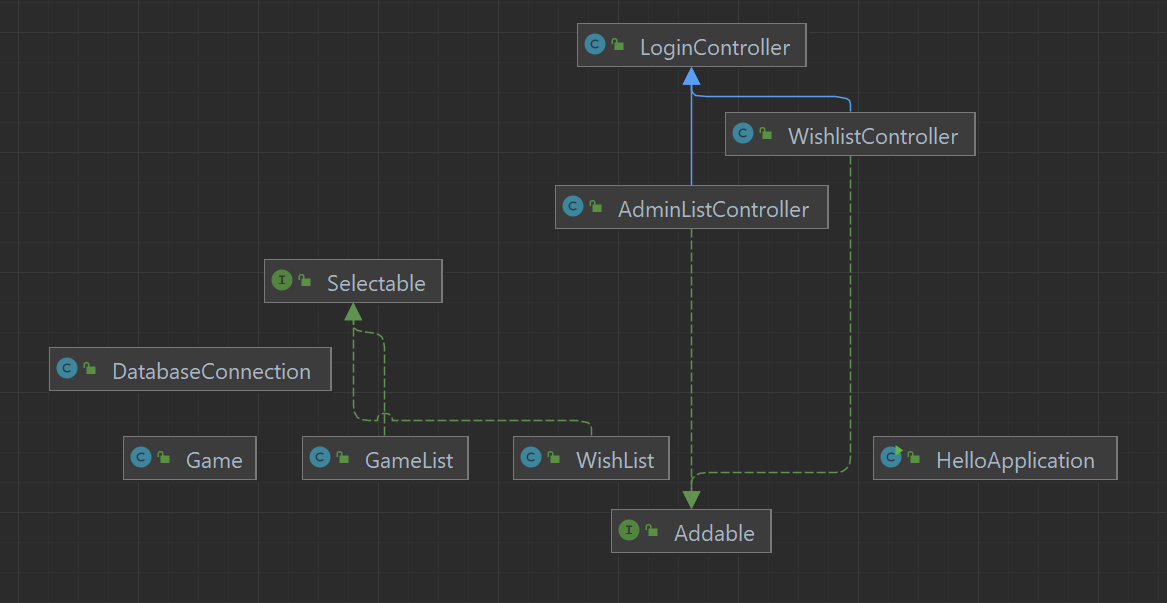 C LoginController
C WishlistController
C AdminListController
I Selectable
C DatabaseConnection
C Game
C GameList
C WishList
C HelloApplication
I Addable